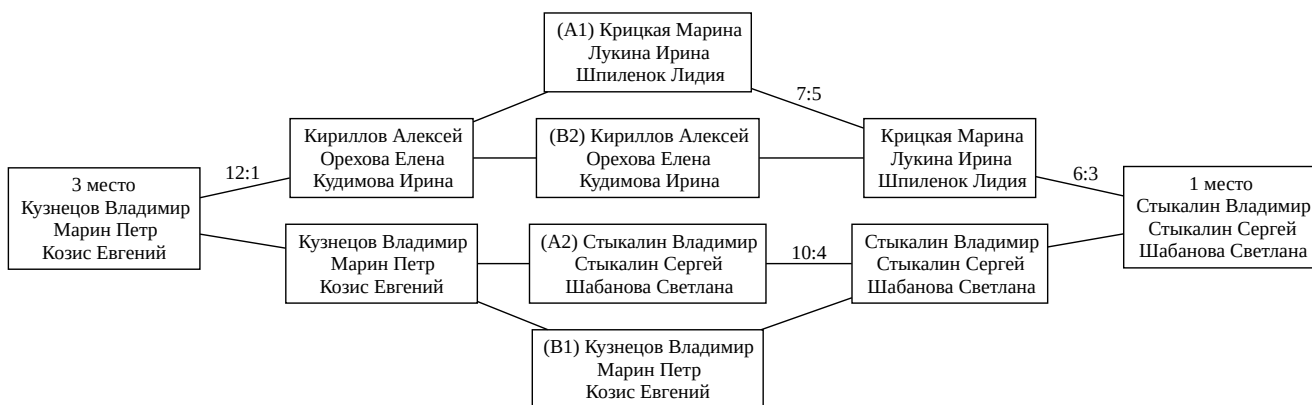 (A1) Крицкая Марина
Лукина Ирина
Шпиленок Лидия
7:5
Кириллов Алексей
Орехова Елена
Кудимова Ирина
(B2) Кириллов Алексей
Орехова Елена
Кудимова Ирина
Крицкая Марина
Лукина Ирина
Шпиленок Лидия
12:1
6:3
3 место
Кузнецов Владимир
Марин Петр
Козис Евгений
1 место
Стыкалин Владимир
Стыкалин Сергей
Шабанова Светлана
Кузнецов Владимир
Марин Петр
Козис Евгений
(A2) Стыкалин Владимир
Стыкалин Сергей
Шабанова Светлана
10:4
Стыкалин Владимир
Стыкалин Сергей
Шабанова Светлана
(B1) Кузнецов Владимир
Марин Петр
Козис Евгений